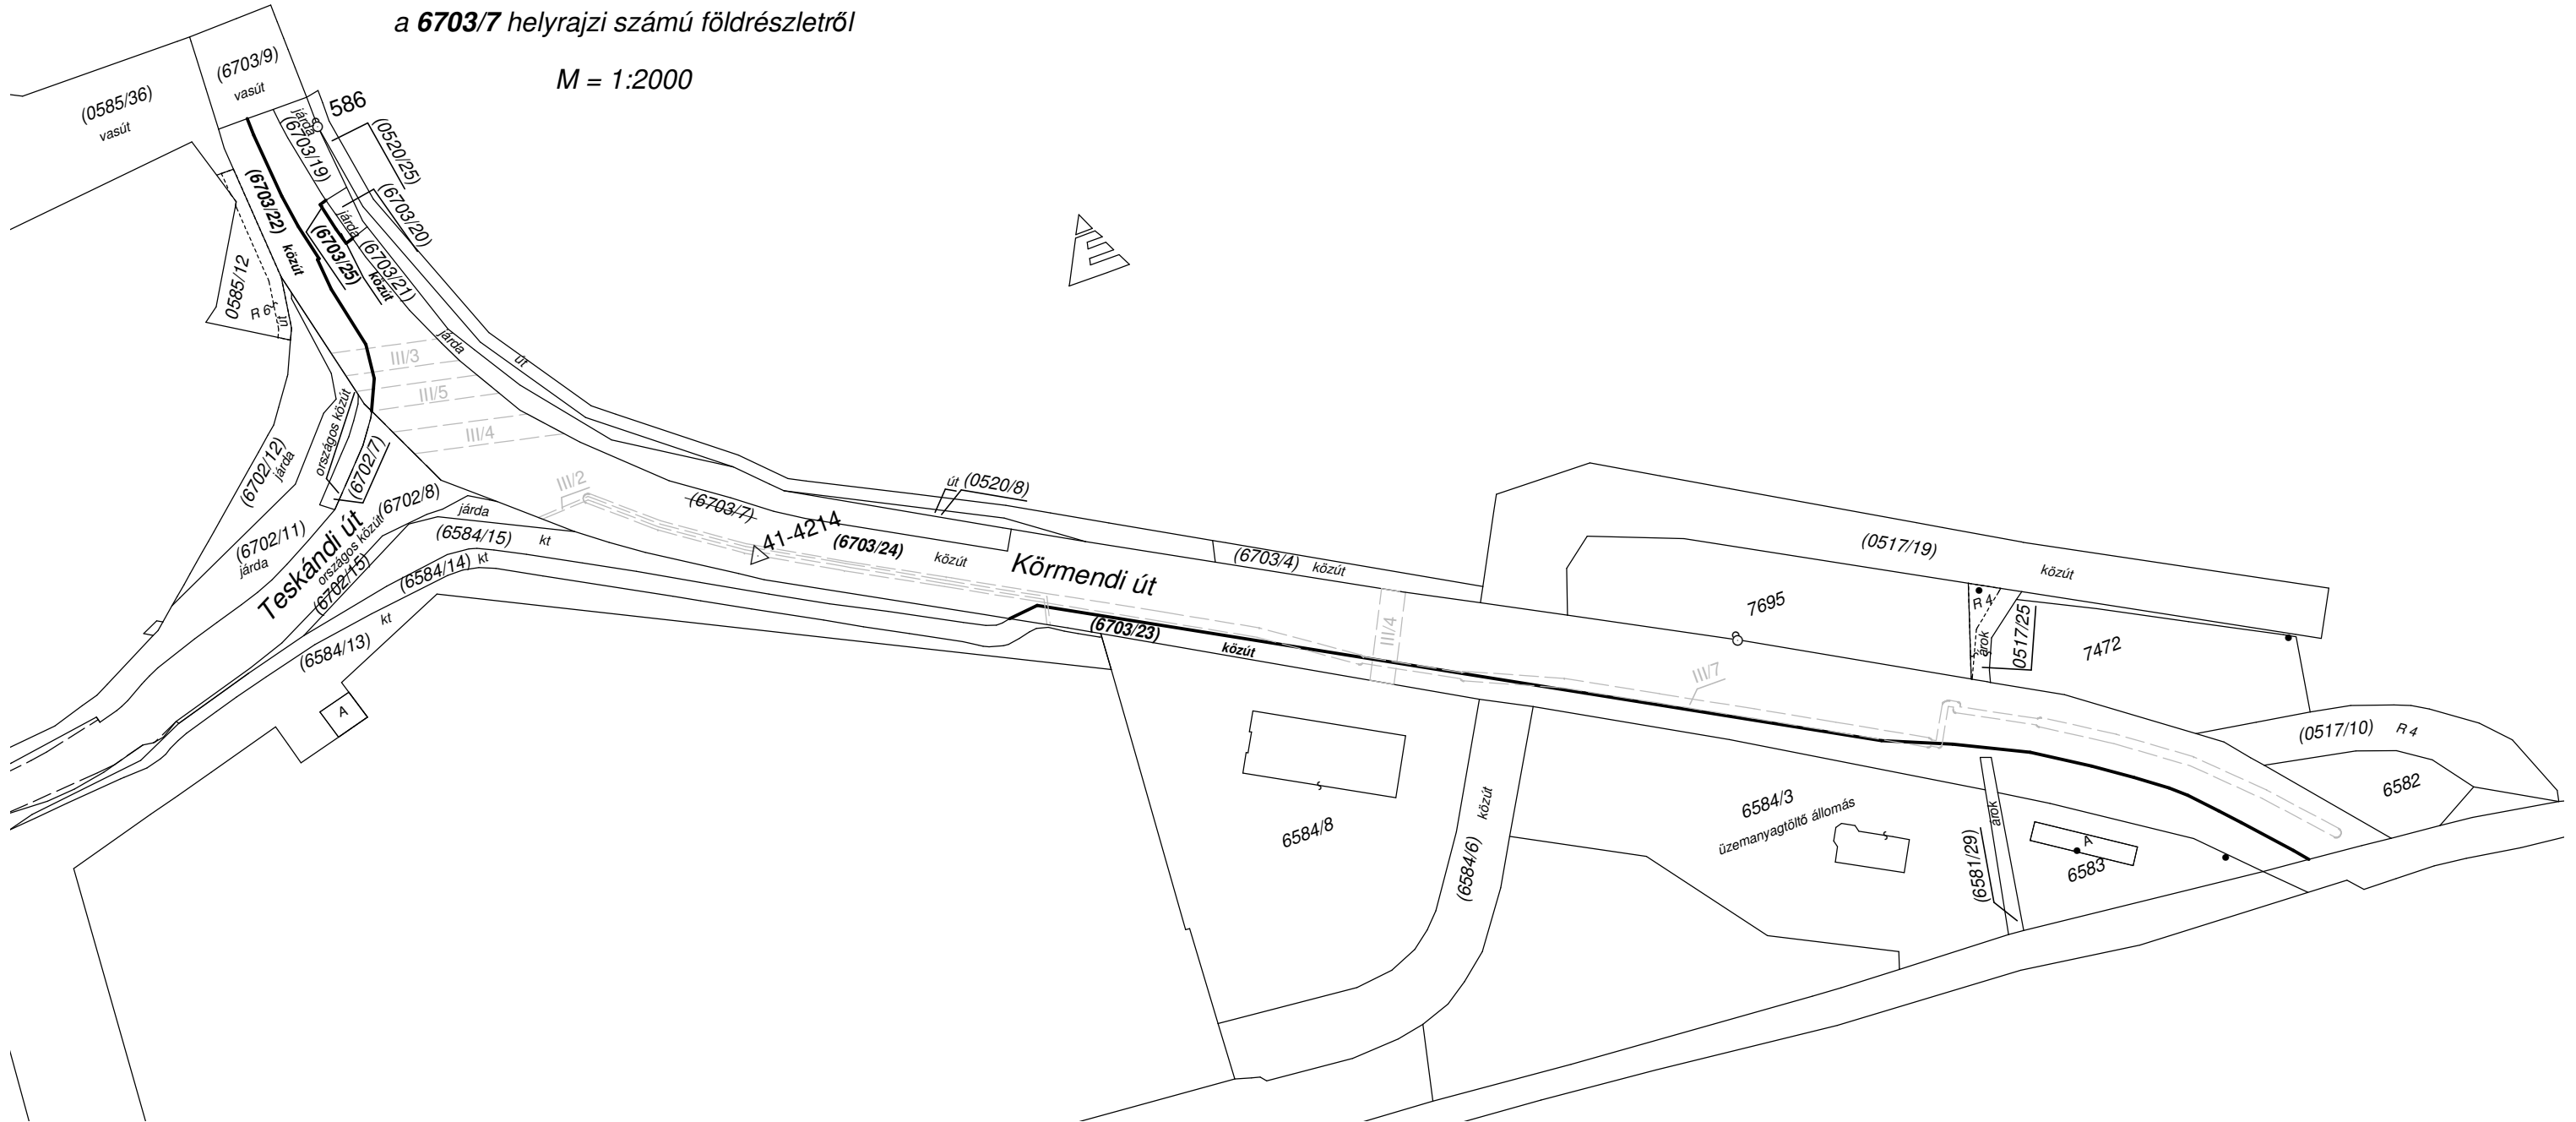 a 6703/7 helyrajzi számú földrészletről
M = 1:2000
(6703/9)
vasút
(0585/36)
vasút
586
járda
(6703/19)
(0520/25)
(6703/22)
közút
(6703/20)
járda
(6703/25)
közút
(6703/21)
0585/12
R 6
út
járda
út
III/3
III/5
III/4
országos közút
(6702/7)
(6702/12)
járda
(6702/8)
járda
(6702/11)
járda
Teskándi út
országos közút
(6702/15)
(6584/15)
kt
(6584/14)
kt
(6584/13)
kt
A
III/2
(6703/7)
41-4214
(6703/24)
közút
út
(0520/8)
Körmendi út
(6703/4)
közút
(6703/23)
közút
III/4
(0517/19)
közút
7695
R 4
árok
0517/25
7472
III/7
(0517/10)
R 4
6582
6584/8
(6584/6)
közút
6584/3
üzemanyagtöltő állomás
(6581/29)
árok
A
6583